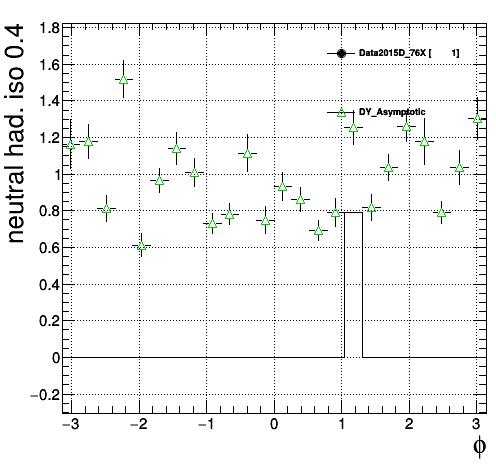 neutral had. iso 0.4
1.8
1.6
1.4
1.2
1
0.8
0.6
0.4
0.2
0
−0.2
Data2015D_76X [ 1]
DY_Asymptotic
−3 −2 −1 0 1 2 3
ϕ